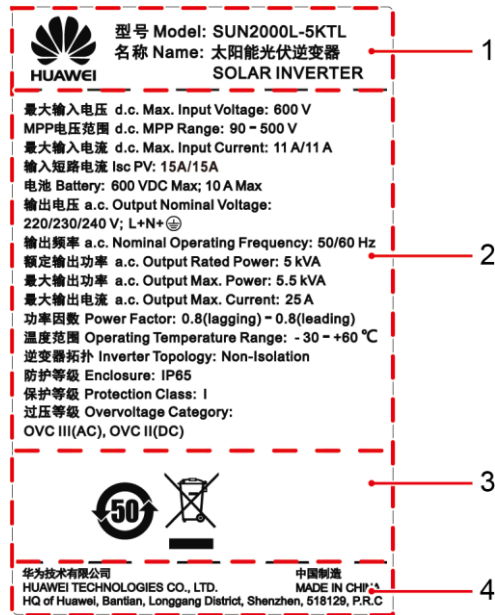 HUAWEI
型号 Model: SUN2000L-5KTL
名称 Name: 太阳能光伏逆变器
SOLAR INVERTER
1
最大输入电压 d.c. Max. Input Voltage: 600 V
MPP电压范围 d.c. MPP Range: 90 - 500 V
最大输入电流 d.c. Max. Input Current: 11 A/11 A
输入短路电流 Isc PV: 15A/15A
电池 Battery: 600 VDC Max; 10 A Max
输出电压 a.c. Output Nominal Voltage:
220/230/240 V; L+N+
输出频率 a.c. Nominal Operating Frequency: 50/60 Hz
额定输出功率 a.c. Output Rated Power: 5 kVA
最大输出功率 a.c. Output Max. Power: 5.5 kVA
最大输出电流 a.c. Output Max. Current: 25 A
功率因数 Power Factor: 0.8(lagging) - 0.8(leading)
温度范围 Operating Temperature Range: - 30 - +60 ℃
逆变器拓扑 Inverter Topology: Non-Isolation
防护等级 Enclosure: IP65
保护等级 Protection Class: I
过压等级 Overvoltage Category:
OVC III(AC), OVC II(DC)
2
50
3
华为技术有限公司 中国制造
HUAWEI TECHNOLOGIES CO., LTD. MADE IN CHINA
HQ of Huawei, Bantian, Longgang District, Shenzhen, 518129, P.R.C
4